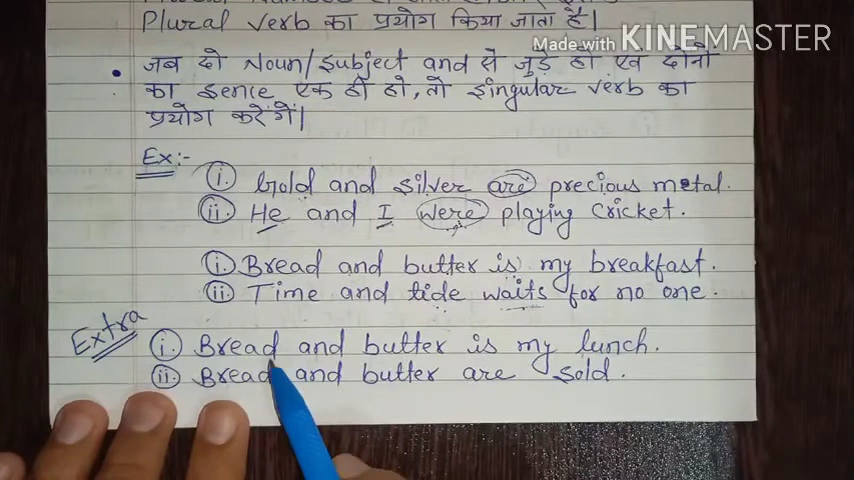 Plural verb का प्रयोग किया जाता है।
Made with KINEMASTER
• जब दो Noun/Subject and से जुड़े हो एवं दोनो
का sence एक ही हो, तो singular verb का
प्रयोग करेंगें।
Ex:-
(i) Gold and silver are precious metal.
(ii) He and I were playing cricket.
(i) Bread and butter is my breakfast.
(ii) Time and tide waits for no one.
Extra
(i) Bread and butter is my lunch.
(ii) Bread and butter are sold.